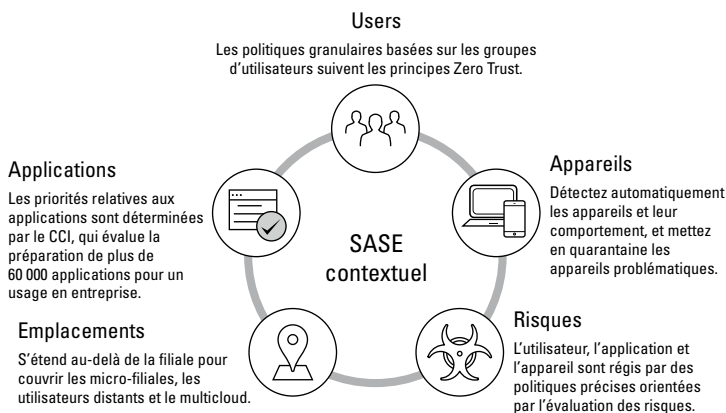 Users
Les politiques granulaires basées sur les groupes
d'utilisateurs suivent les principes Zero Trust.
Applications
Les priorités relatives aux
applications sont déterminées
par le CCI, qui évalue la
préparation de plus de
60 000 applications pour un
usage en entreprise.
Appareils
Détectez automatiquement
les appareils et leur
comportement, et mettez
en quarantaine les
appareils problématiques.
SASE
contextuel
Emplacements
S'étend au-delà de la filiale pour
couvrir les micro-filiales, les
utilisateurs distants et le multicloud.
Risques
L'utilisateur, l'application et
l'appareil sont régis par des
politiques précises orientées
par l'évaluation des risques.